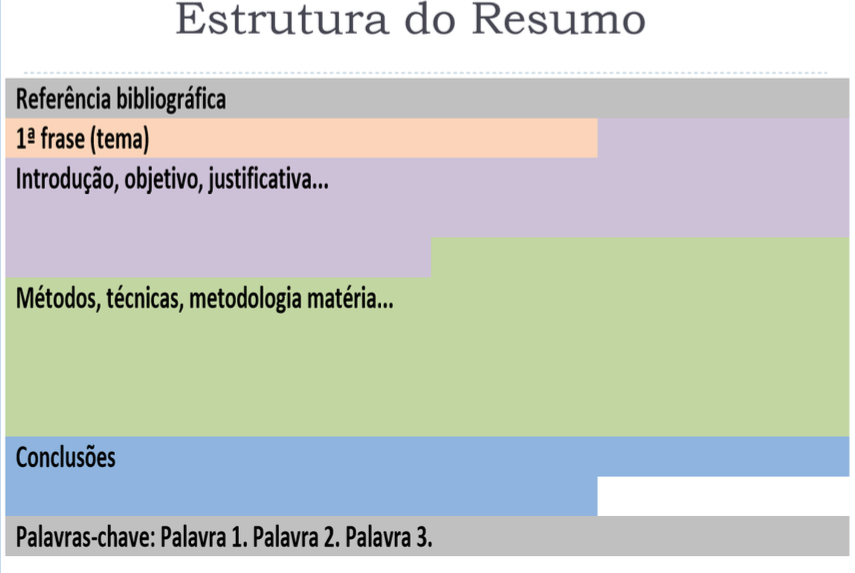 Estrutura do Resumo
Referência bibliográfica
1ª frase (tema)
Introdução, objetivo, justificativa...
Métodos, técnicas, metodologia matéria...
Conclusões
Palavras-chave: Palavra 1. Palavra 2. Palavra 3.